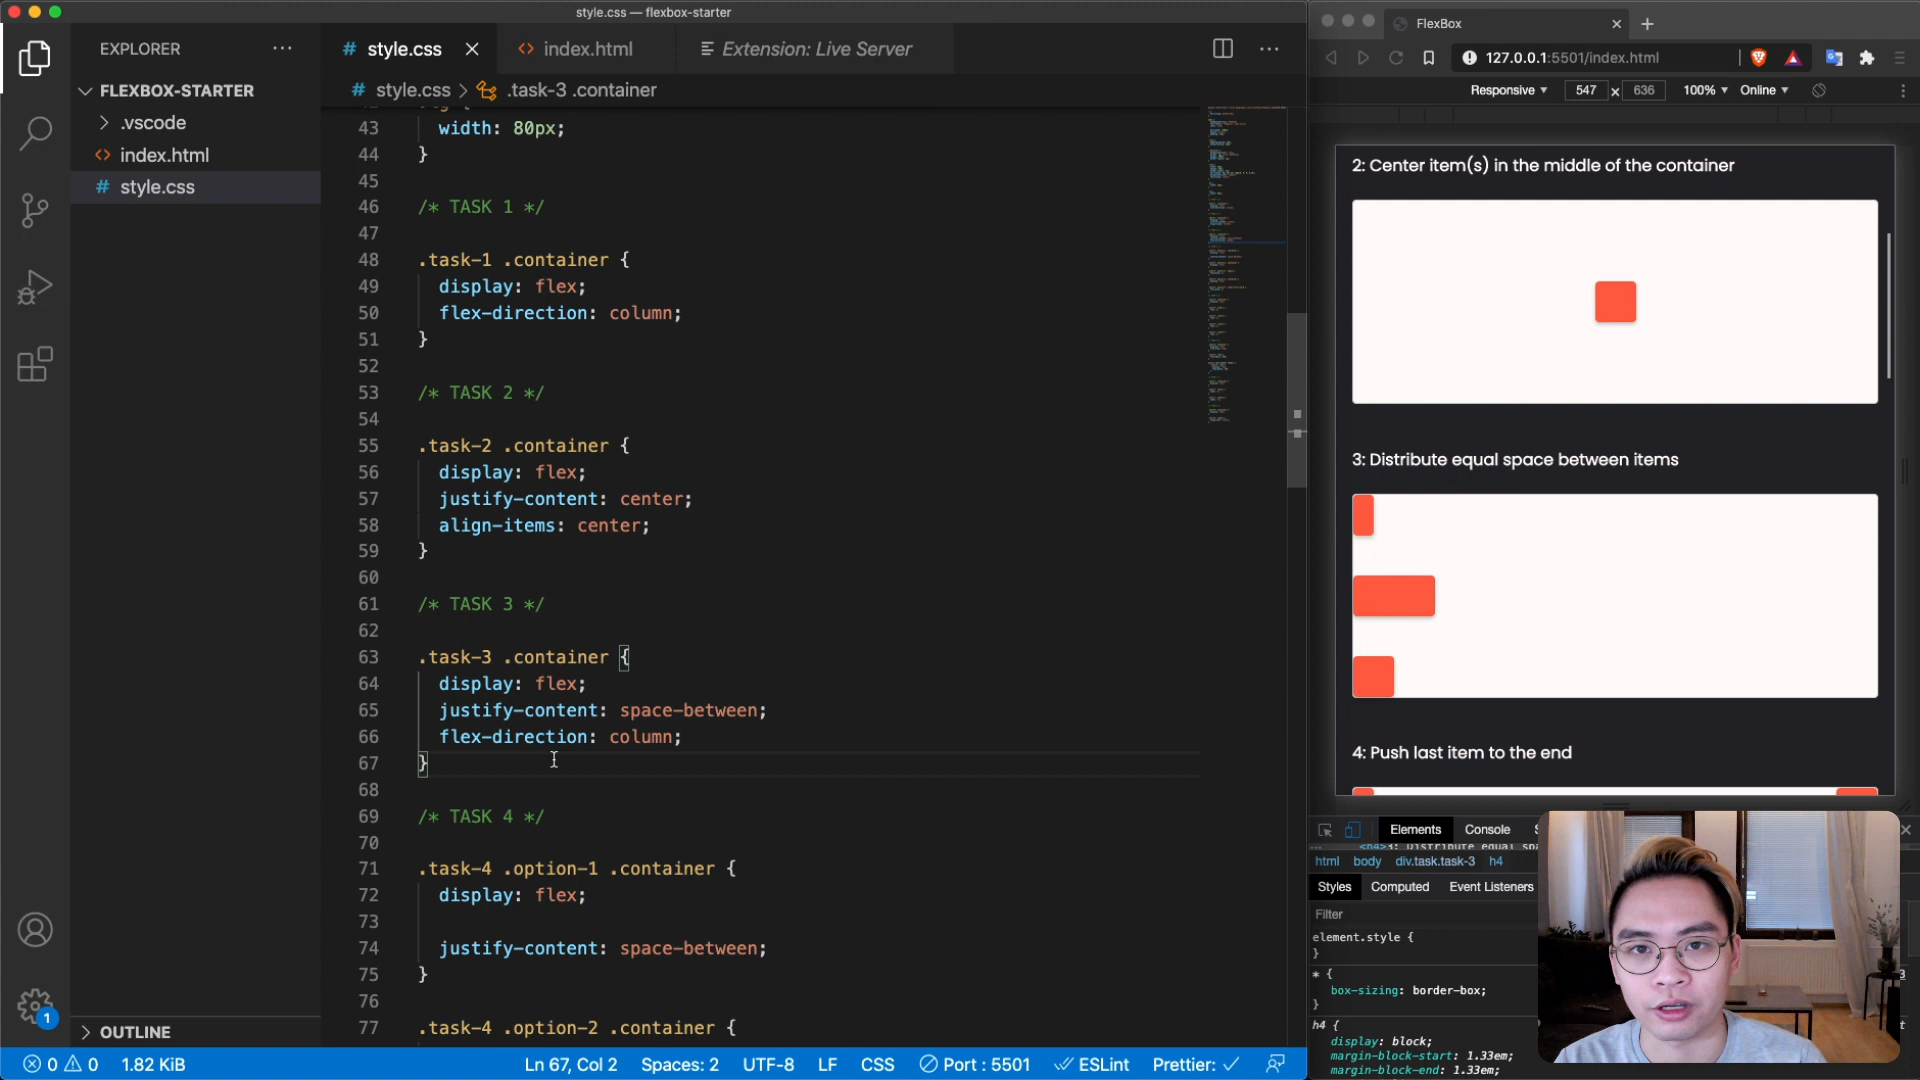 style.css — flexbox-starter
EXPLORER
# style.css
<> index.html
Extension: Live Server
FLEXBOX-STARTER
.vscode
<> index.html
# style.css
# style.css > .task-3 .container
43 width: 80px;
44 }
45
46 /* TASK 1 */
47
48 .task-1 .container {
49 display: flex;
50 flex-direction: column;
51 }
52
53 /* TASK 2 */
54
55 .task-2 .container {
56 display: flex;
57 justify-content: center;
58 align-items: center;
59 }
60
61 /* TASK 3 */
62
63 .task-3 .container {
64 display: flex;
65 justify-content: space-between;
66 flex-direction: column;
67 }
68
69 /* TASK 4 */
70
71 .task-4 .option-1 .container {
72 display: flex;
73
74 justify-content: space-between;
75 }
76
77 .task-4 .option-2 .container {
OUTLINE
1
0 0 1.82 KiB
Ln 67, Col 2 Spaces: 2 UTF-8 LF CSS Port : 5501 ESLint Prettier:
FlexBox
127.0.0.1:5501/index.html
Responsive 547 x 636 100% Online
2: Center item(s) in the middle of the container
3: Distribute equal space between items
4: Push last item to the end
Elements Console S
<h4>3: Distribute equal spa
html body div.task.task-3 h4
Styles Computed Event Listeners
Filter
element.style {
}
* {
box-sizing: border-box;
}
h4 {
display: block;
margin-block-start: 1.33em;
margin-block-end: 1.33em;